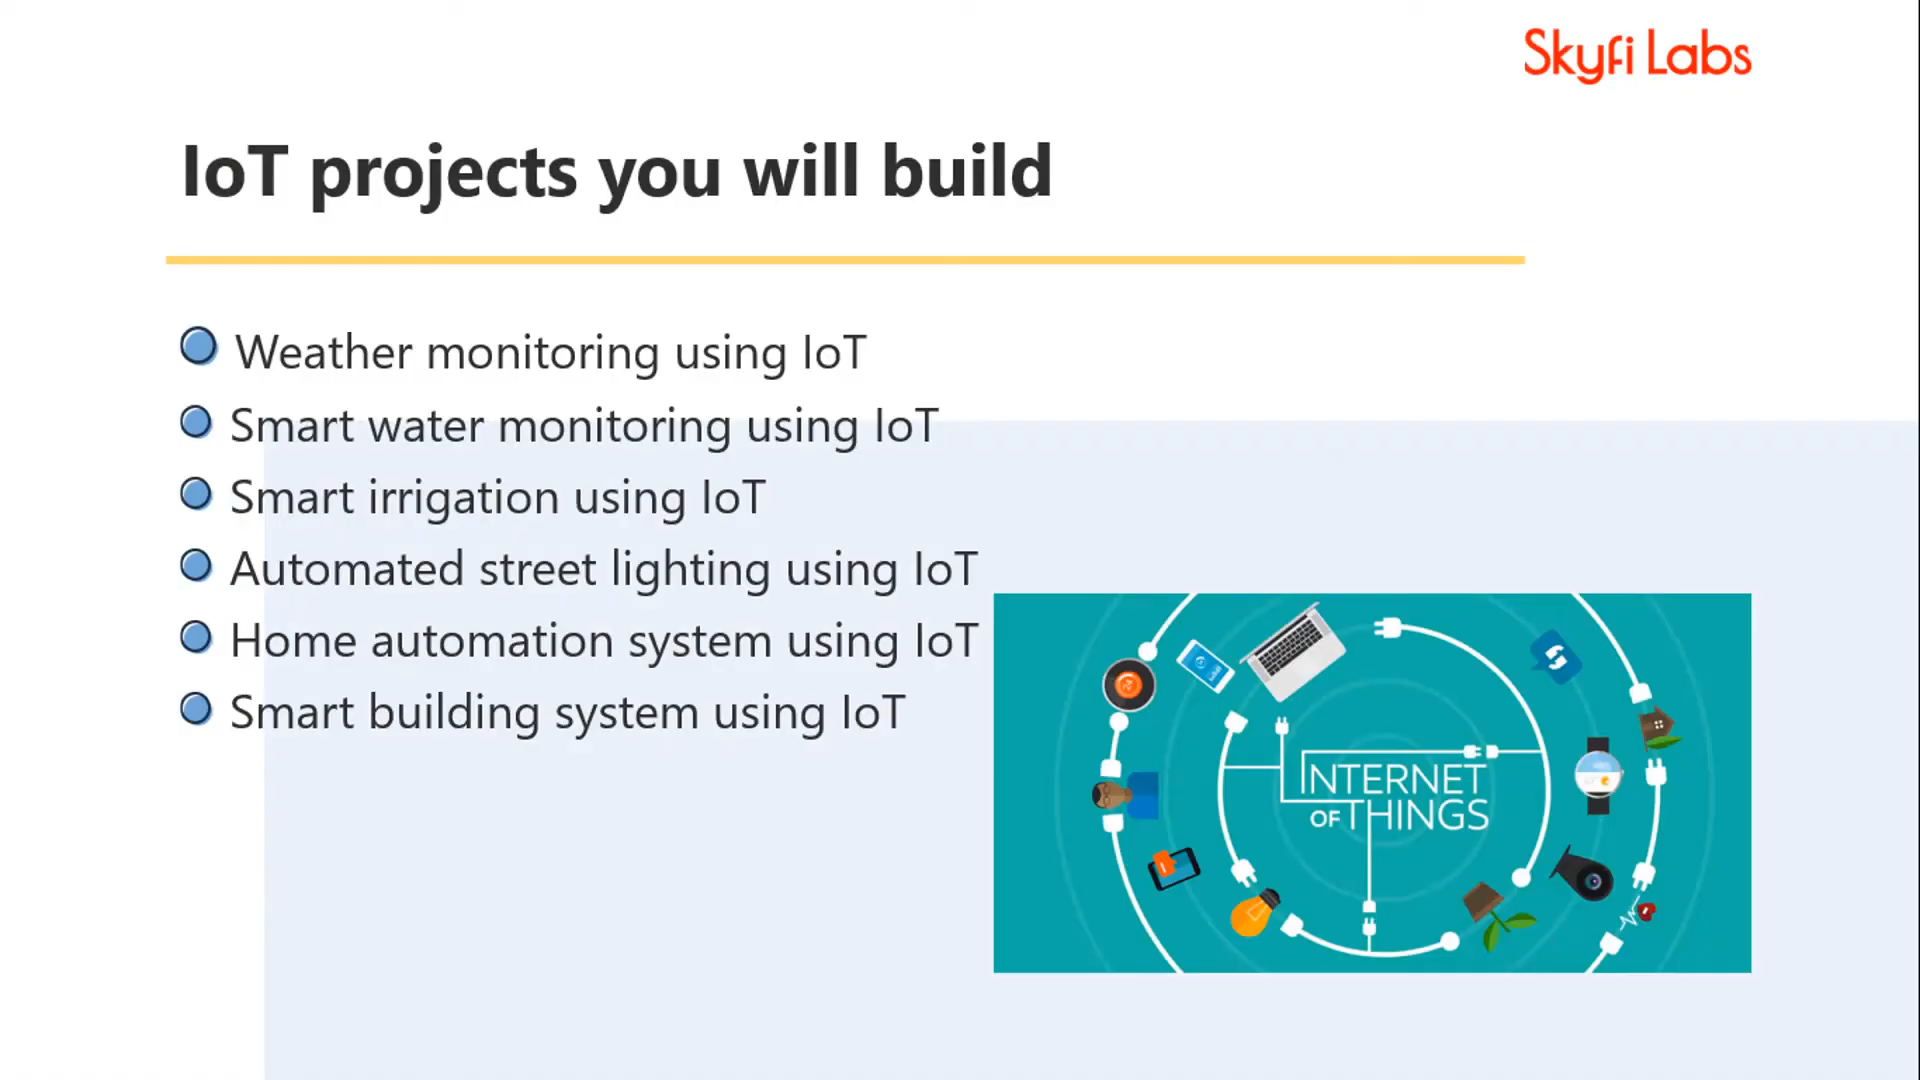 Skyfi Labs
IoT projects you will build
Weather monitoring using IoT
Smart water monitoring using IoT
Smart irrigation using IoT
Automated street lighting using IoT
Home automation system using IoT
Smart building system using IoT
INTERNET
OF THINGS